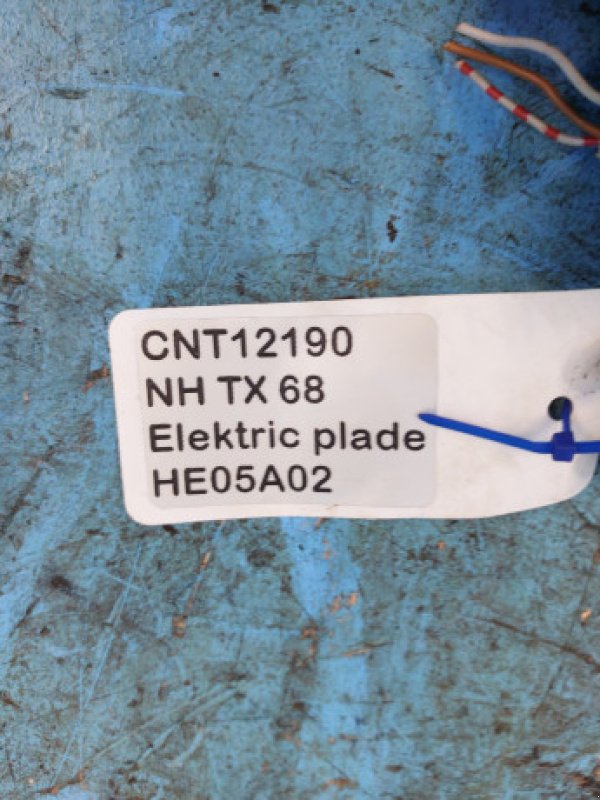 CNT12190
NH TX 68
Elektric plade
HE05A02